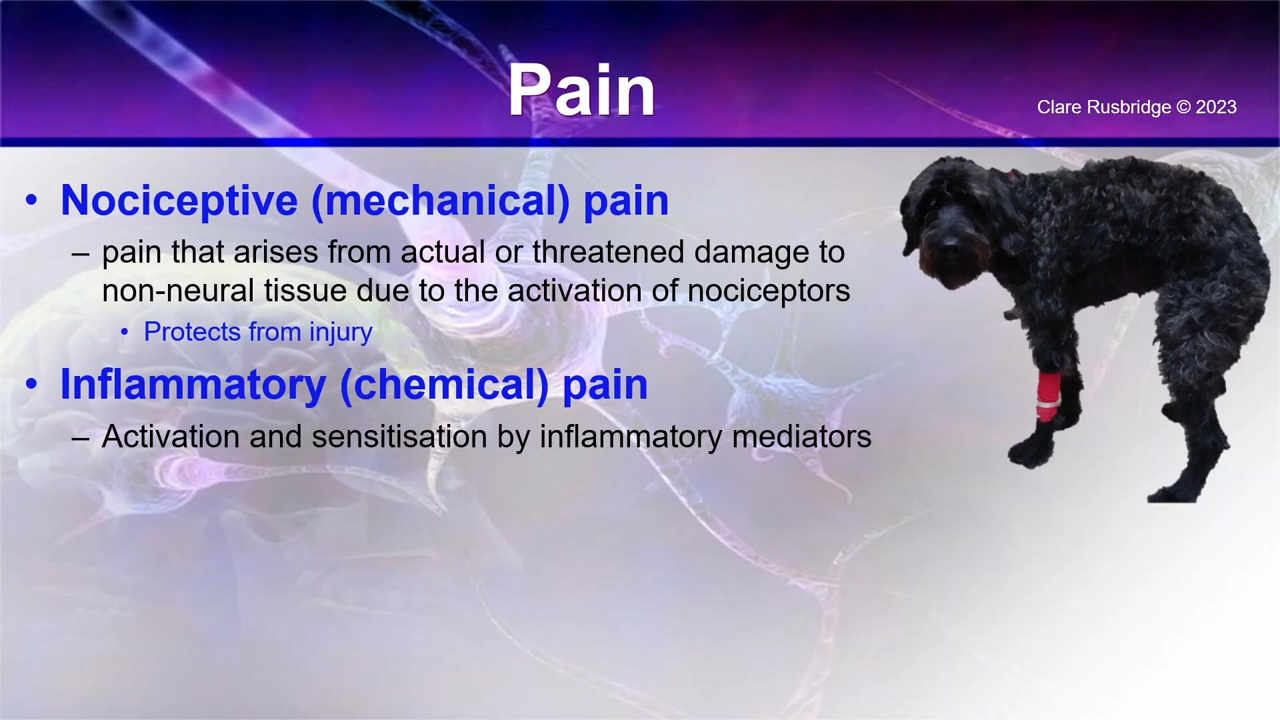 Pain
Clare Rusbridge © 2023
• Nociceptive (mechanical) pain
– pain that arises from actual or threatened damage to
non-neural tissue due to the activation of nociceptors
• Protects from injury
• Inflammatory (chemical) pain
– Activation and sensitisation by inflammatory mediators